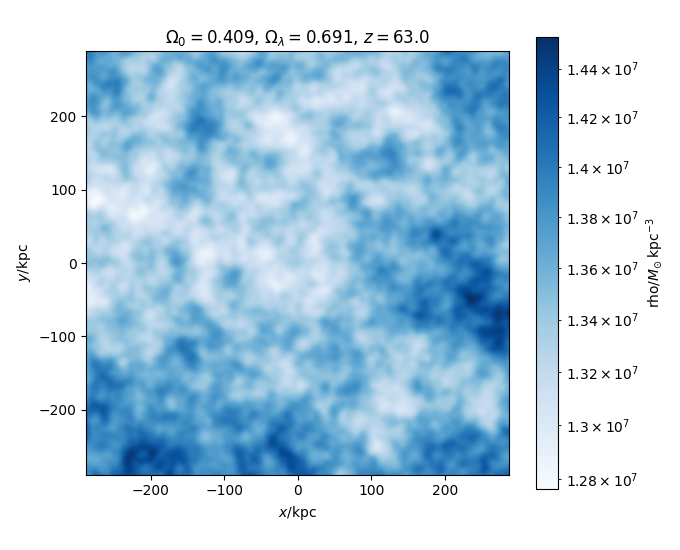 Ω₀ = 0.409, Ω_λ = 0.691, z = 63.0
200
100
0
−100
−200
y/kpc
−200
−100
0
100
200
x/kpc
1.44 × 10⁷
1.42 × 10⁷
1.4 × 10⁷
1.38 × 10⁷
1.36 × 10⁷
1.34 × 10⁷
1.32 × 10⁷
1.3 × 10⁷
1.28 × 10⁷
rho/M_⊙ kpc⁻³